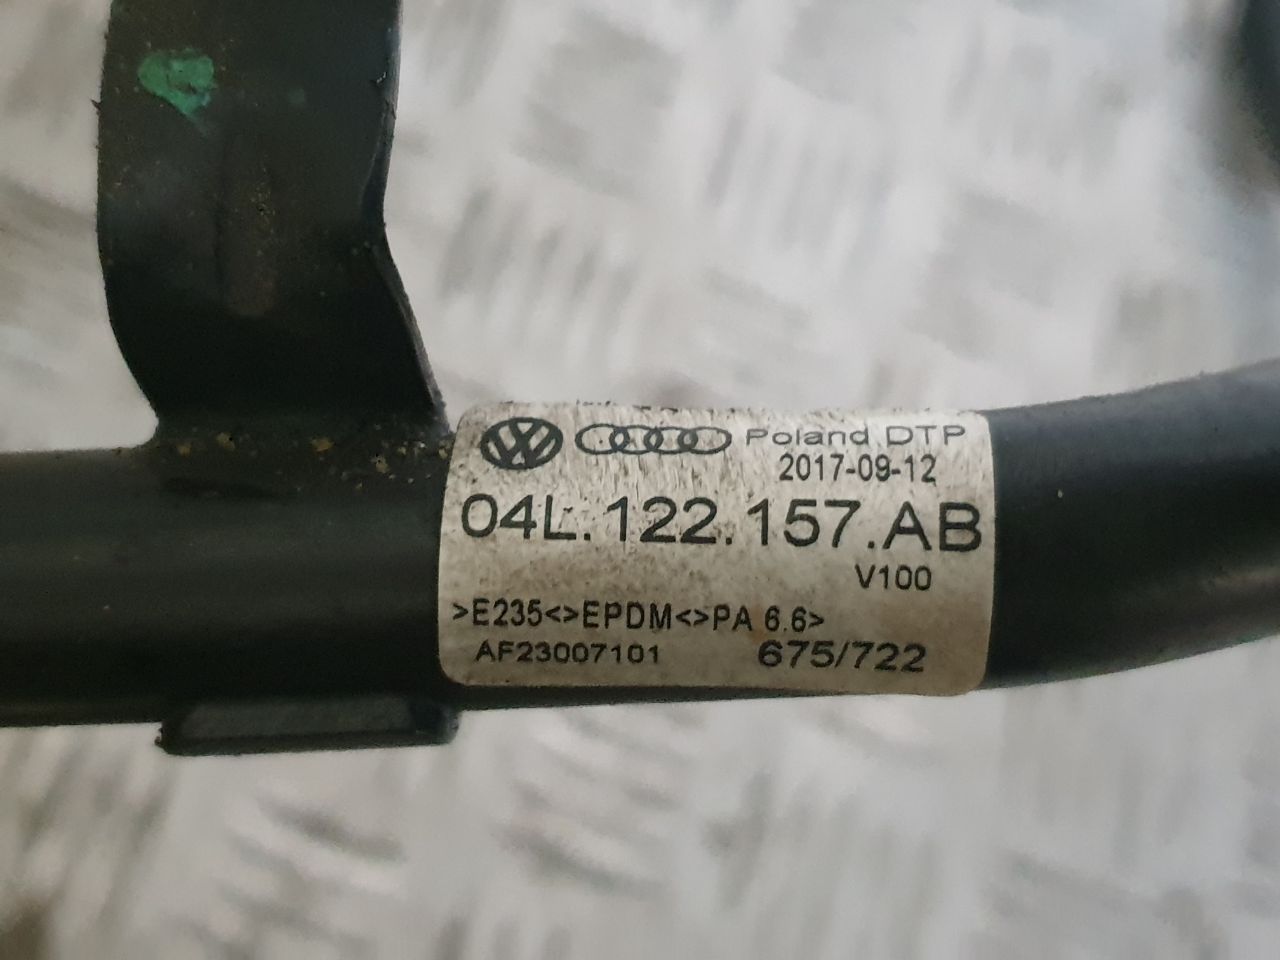 Poland DTP
2017-09-12
04L.122.157.AB
V100
>E235<>EPDM<>PA 6.6>
AF23007101 675/722